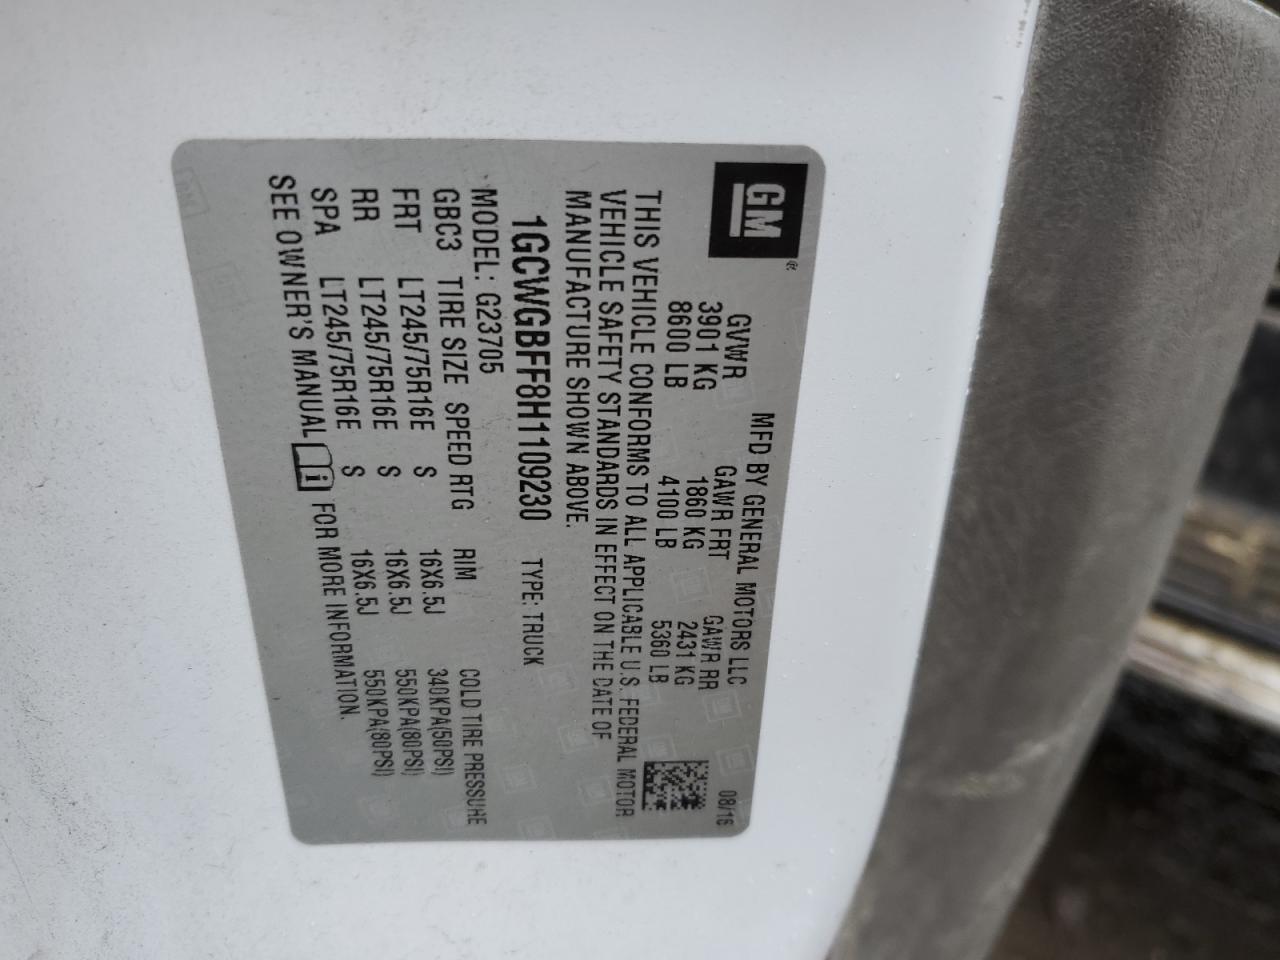 GM®
MFD BY GENERAL MOTORS LLC 08/16
GVWR GAWR FRT GAWR RR
3901 KG 1860 KG 2431 KG
8600 LB 4100 LB 5360 LB
THIS VEHICLE CONFORMS TO ALL APPLICABLE U.S. FEDERAL MOTOR
VEHICLE SAFETY STANDARDS IN EFFECT ON THE DATE OF
MANUFACTURE SHOWN ABOVE.
1GCWGBFF8H1109230 TYPE: TRUCK
MODEL: G23705
GBC3 TIRE SIZE SPEED RTG RIM COLD TIRE PRESSURE
FRT LT245/75R16E S 16X6.5J 340KPA(50PSI)
RR LT245/75R16E S 16X6.5J 550KPA(80PSI)
SPA LT245/75R16E S 16X6.5J 550KPA(80PSI)
SEE OWNER'S MANUAL i FOR MORE INFORMATION.